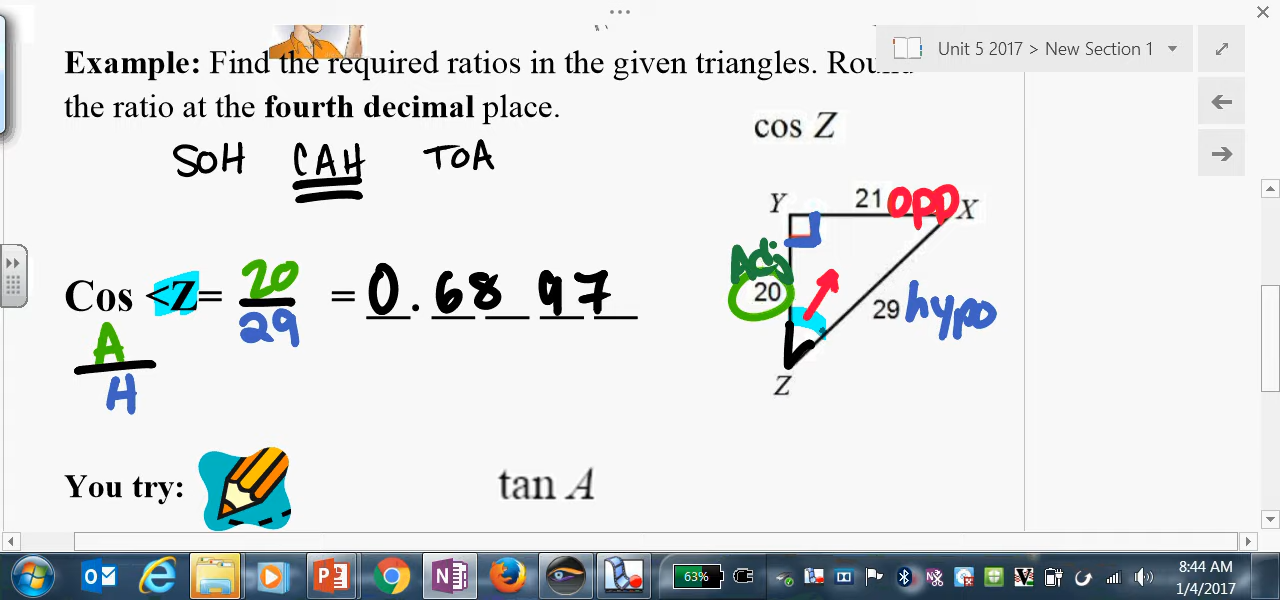 Unit 5 2017 > New Section 1
Example: Find the required ratios in the given triangles. Round
the ratio at the fourth decimal place.
cos Z
SOH CAH TOA
Y 21 OPP X
Adj
20
29 hypo
Z
Cos <Z = 20/29 = 0.6897
A
H
You try:
tan A
63%
8:44 AM
1/4/2017